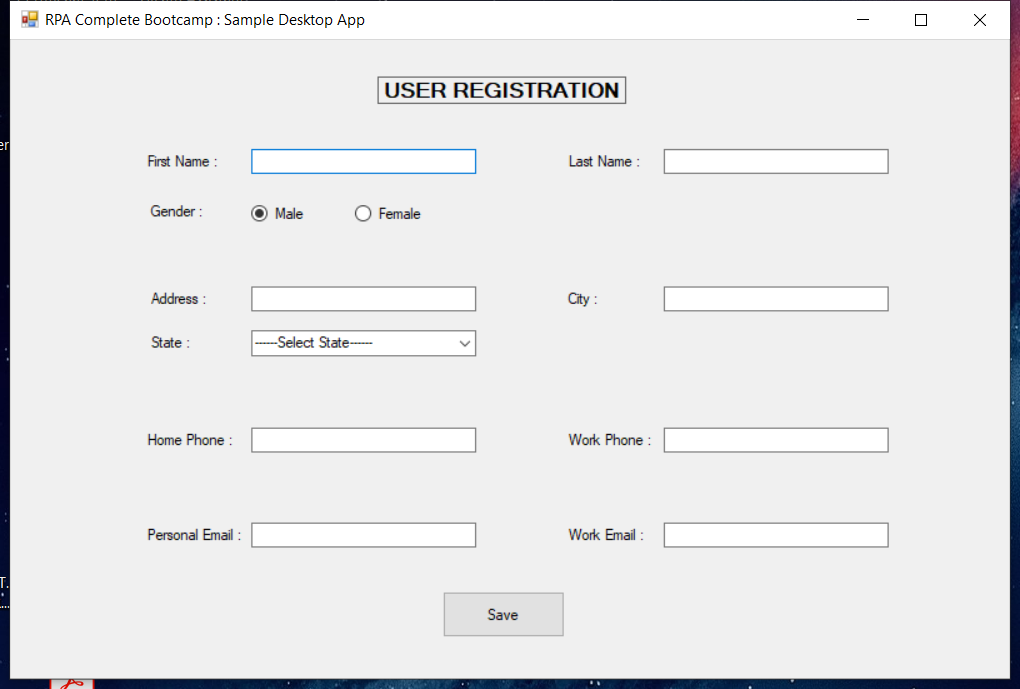 RPA Complete Bootcamp : Sample Desktop App
USER REGISTRATION
First Name :
Last Name :
Gender :
Male
Female
Address :
City :
State :
------Select State------
Home Phone :
Work Phone :
Personal Email :
Work Email :
Save